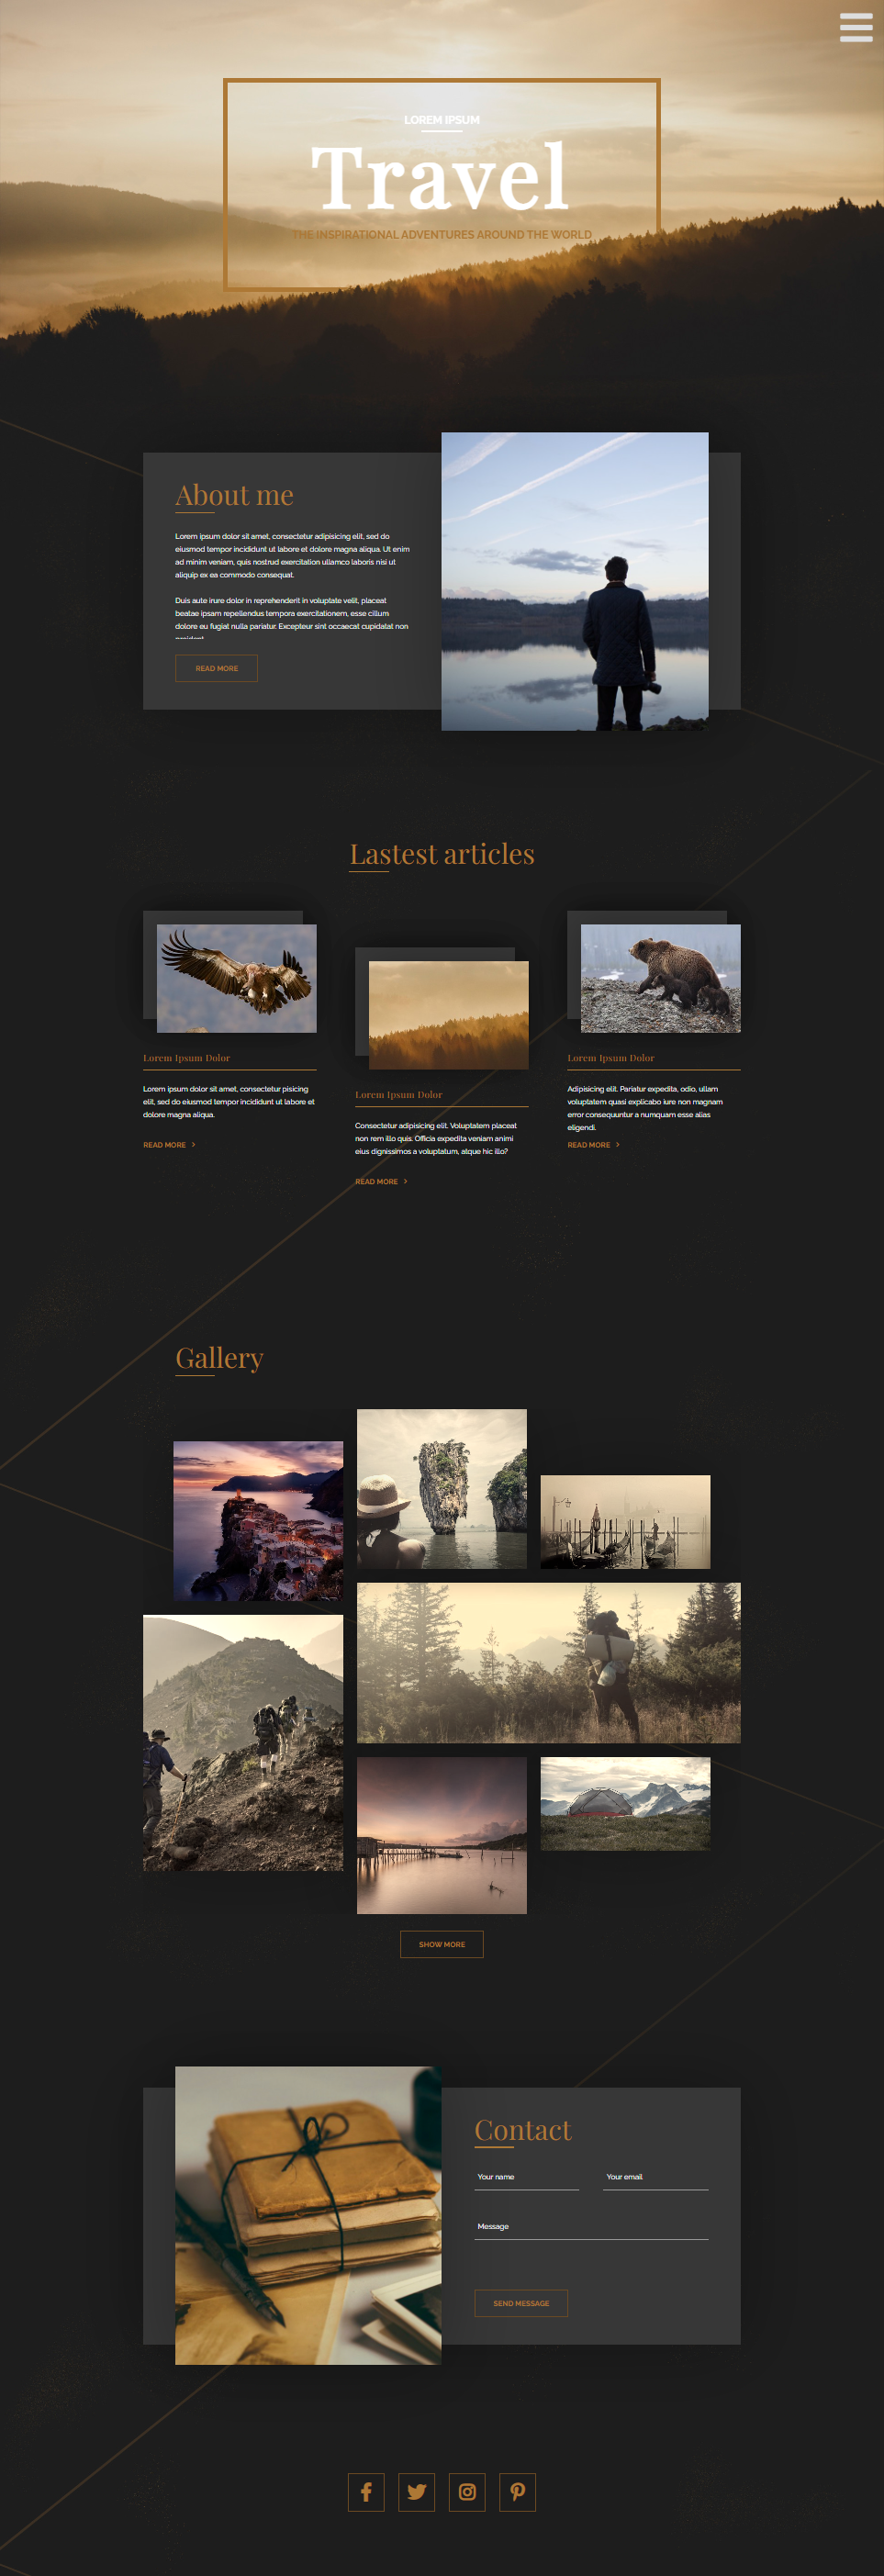 LOREM IPSUM
Travel
THE INSPIRATIONAL ADVENTURES AROUND THE WORLD
About me
Lorem ipsum dolor sit amet, consectetur adipisicing elit, sed do
eiusmod tempor incididunt ut labore et dolore magna aliqua. Ut enim
ad minim veniam, quis nostrud exercitation ullamco laboris nisi ut
aliquip ex ea commodo consequat.
Duis aute irure dolor in reprehenderit in voluptate velit, placeat
beatae ipsam repellendus tempora exercitationem, esse cillum
dolore eu fugiat nulla pariatur. Excepteur sint occaecat cupidatat non
READ MORE
Lastest articles
Lorem Ipsum Dolor
Lorem ipsum dolor sit amet, consectetur pisicing
elit, sed do eiusmod tempor incididunt ut labore et
dolore magna aliqua.
READ MORE
Lorem Ipsum Dolor
Consectetur adipisicing elit. Voluptatem placeat
non rem illo quis. Officia expedita veniam animi
eius dignissimos a voluptatum, atque hic illo?
READ MORE
Lorem Ipsum Dolor
Adipisicing elit. Pariatur expedita, odio, ullam
voluptatem quasi explicabo iure non magnam
error consequuntur a numquam esse alias
eligendi.
READ MORE
Gallery
SHOW MORE
Contact
Your name
Your email
Message
SEND MESSAGE